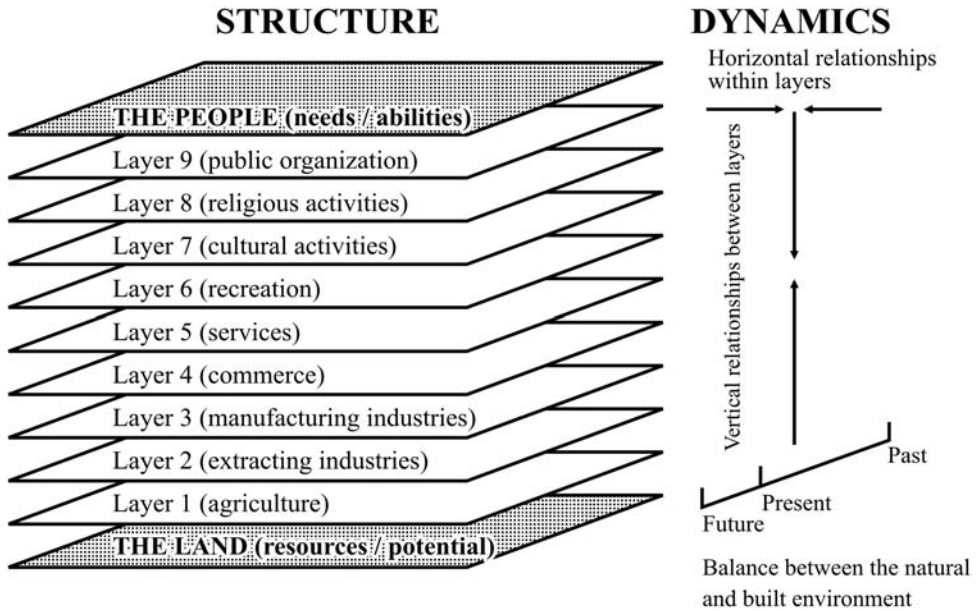 STRUCTURE
THE PEOPLE (needs / abilities)
Layer 9 (public organization)
Layer 8 (religious activities)
Layer 7 (cultural activities)
Layer 6 (recreation)
Layer 5 (services)
Layer 4 (commerce)
Layer 3 (manufacturing industries)
Layer 2 (extracting industries)
Layer 1 (agriculture)
THE LAND (resources / potential)
DYNAMICS
Horizontal relationships
within layers
Vertical relationships between layers
Past
Present
Future
Balance between the natural
and built environment